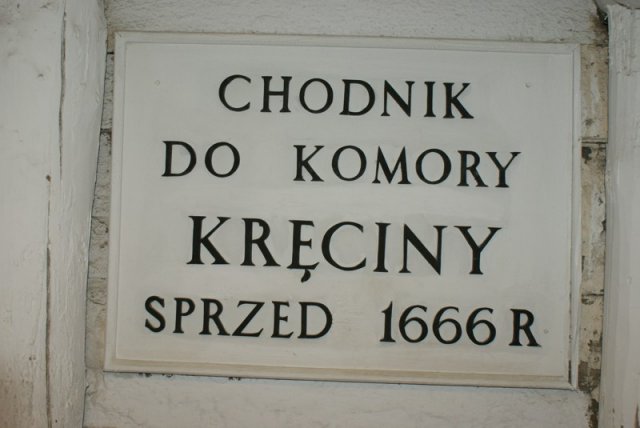 CHODNIK
DO KOMORY
KRĘCINY
SPRZED 1666 R